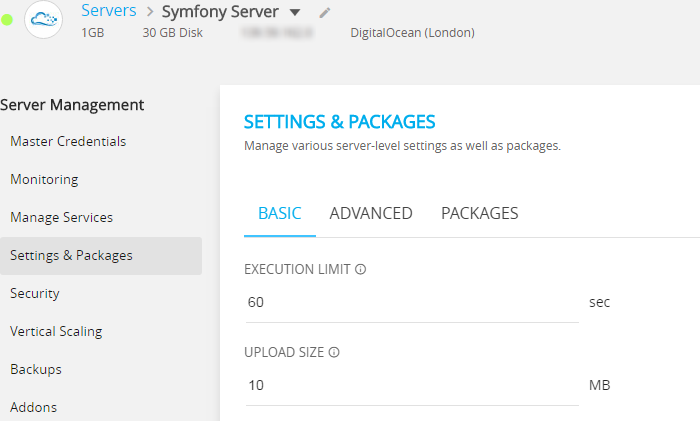 Servers > Symfony Server
1GB 30 GB Disk DigitalOcean (London)
Server Management
Master Credentials
Monitoring
Manage Services
Settings & Packages
Security
Vertical Scaling
Backups
Addons
SETTINGS & PACKAGES
Manage various server-level settings as well as packages.
BASIC ADVANCED PACKAGES
EXECUTION LIMIT
60 sec
UPLOAD SIZE
10 MB